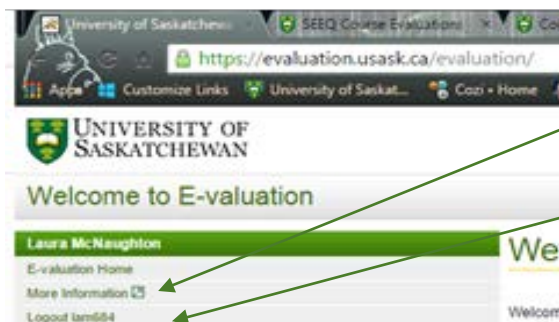 University of Saskatchew
SEEQ Course Evaluations
Co
https://evaluation.usask.ca/evaluation/
Apps
Customize Links
University of Saskat...
Cozi • Home
UNIVERSITY OF
SASKATCHEWAN
Welcome to E-valuation
Laura McNaughton
E-valuation Home
More Information
Logout lam684
We
Welcom